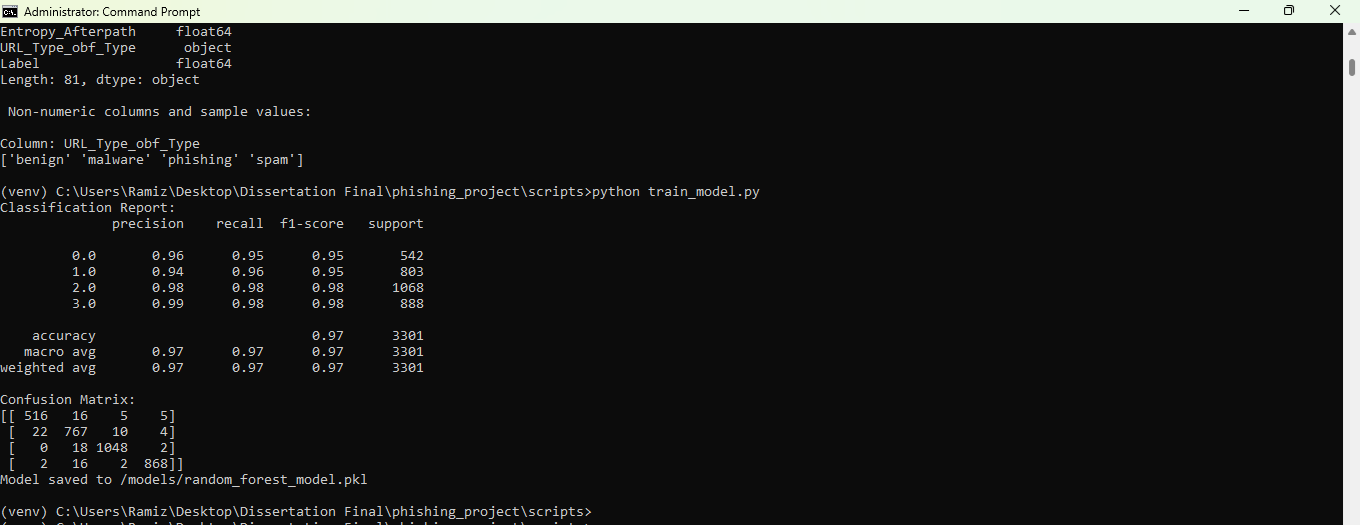 Administrator: Command Prompt
Entropy_Afterpath     float64
URL_Type_obf_Type      object
Label                 float64
Length: 81, dtype: object
 Non-numeric columns and sample values:
Column: URL_Type_obf_Type
['benign' 'malware' 'phishing' 'spam']
(venv) C:\Users\Ramiz\Desktop\Dissertation Final\phishing_project\scripts>python train_model.py
Classification Report:
              precision    recall  f1-score   support
         0.0       0.96      0.95      0.95       542
         1.0       0.94      0.96      0.95       803
         2.0       0.98      0.98      0.98      1068
         3.0       0.99      0.98      0.98       888
    accuracy                           0.97      3301
   macro avg       0.97      0.97      0.97      3301
weighted avg       0.97      0.97      0.97      3301
Confusion Matrix:
[[ 516   16    5    5]
 [  22  767   10    4]
 [   0   18 1048    2]
 [   2   16    2  868]]
Model saved to /models/random_forest_model.pkl
(venv) C:\Users\Ramiz\Desktop\Dissertation Final\phishing_project\scripts>